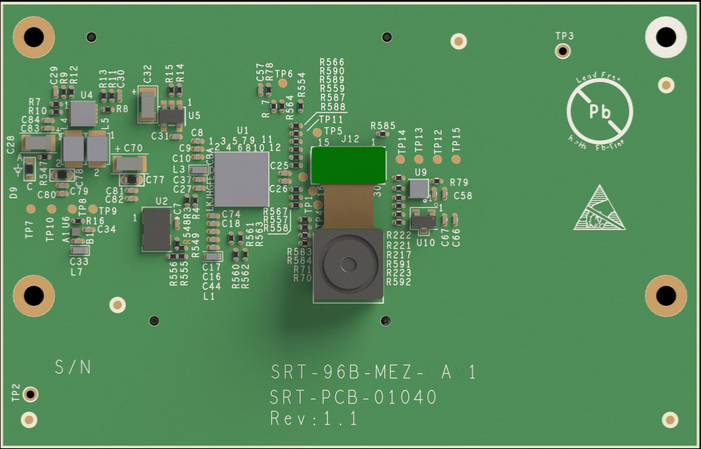 TP3
Lead Free
Pb
C29
R9
R12
R13
R11
C30
C32
R15
R14
C57
R78
TP6
R554
R564
R566
R590
R589
R559
R587
R588
TP11
TP5
R7
R10
C84
C83
U4
R8
L5
U5
1
C31
C8
C9
C10
L3
C37
C27
U1
1 3 5 7 9 11
2 4 6 8 10 12
C25
C26
15
J12
1
30
R585
TP14
TP13
TP12
TP15
C28
D9
A
C
R547
C70
C77
C80
C79
C81
C82
U9
R79
C58
U10
C67
C66
TP7
TP10
U6
TP8
TP9
R16
C34
A1
C33
L7
U2
1
C7
R548
R549
R556
R555
C74
C18
R561
R563
R560
R562
R567
R557
R558
R583
R584
R71
R70
C17
C16
C44
L1
R222
R221
R217
R591
R223
R592
S/N
TP2
SRT-96B-MEZ- A 1
SRT-PCB-01040
Rev:1.1